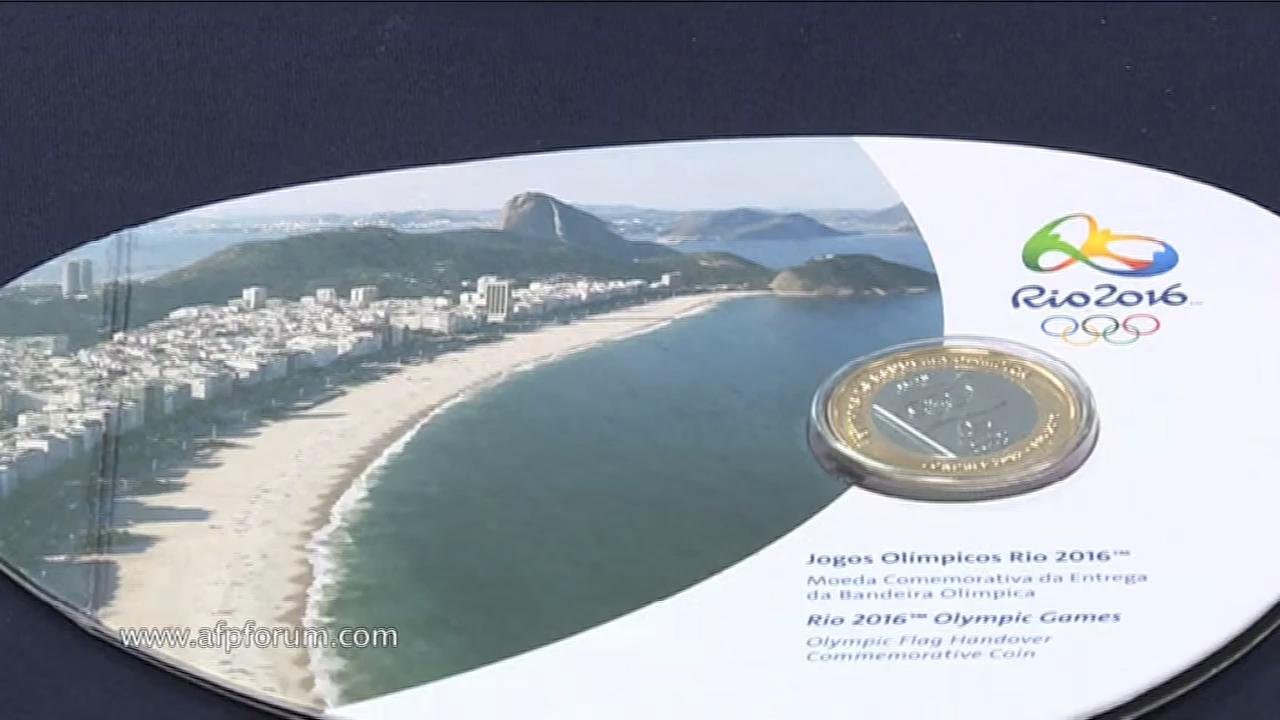 Rio2016
Jogos Olímpicos Rio 2016™
Moeda Comemorativa da Entrega
da Bandeira Olímpica
Rio 2016™ Olympic Games
Olympic Flag Handover
Commemorative Coin
www.afpforum.com